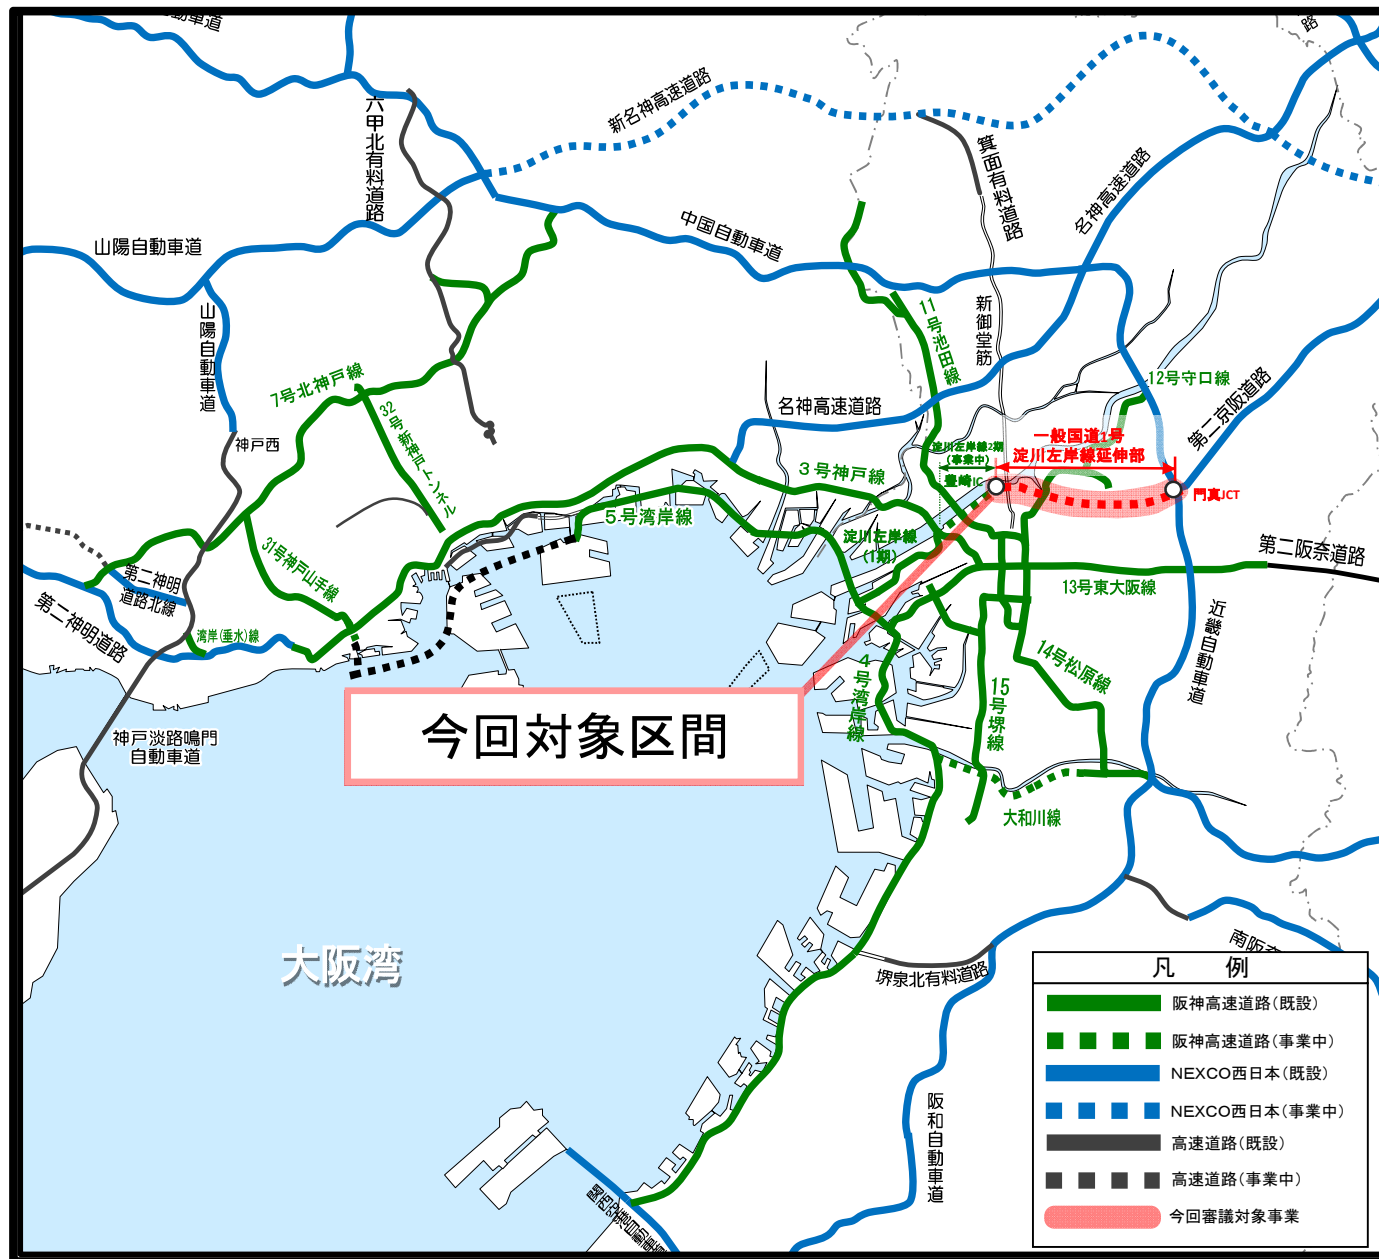 動車道
路
六甲北有料道路
新名神高速道路
箕面有料道路
名神高速道路
中国自動車道
山陽自動車道
山陽自動車道
新御堂筋
11号池田線
7号北神戸線
32号新神戸トンネル
12号守口線
第二京阪道路
名神高速道路
神戸西
一般国道1号
淀川左岸線延伸部
淀川左岸線2期
(事業中)
豊崎IC
門真JCT
3号神戸線
5号湾岸線
淀川左岸線
(1期)
31号神戸山手線
第二阪奈道路
13号東大阪線
第二神明
道路北線
第二神明道路
湾岸(垂水)線
近畿自動車道
14号松原線
4号湾岸線
15号堺線
今回対象区間
神戸淡路鳴門
自動車道
大和川線
大阪湾
南阪奈
堺泉北有料道路
阪和自動車道
関西空港自動車道
凡 例
阪神高速道路(既設)
阪神高速道路(事業中)
NEXCO西日本(既設)
NEXCO西日本(事業中)
高速道路(既設)
高速道路(事業中)
今回審議対象事業